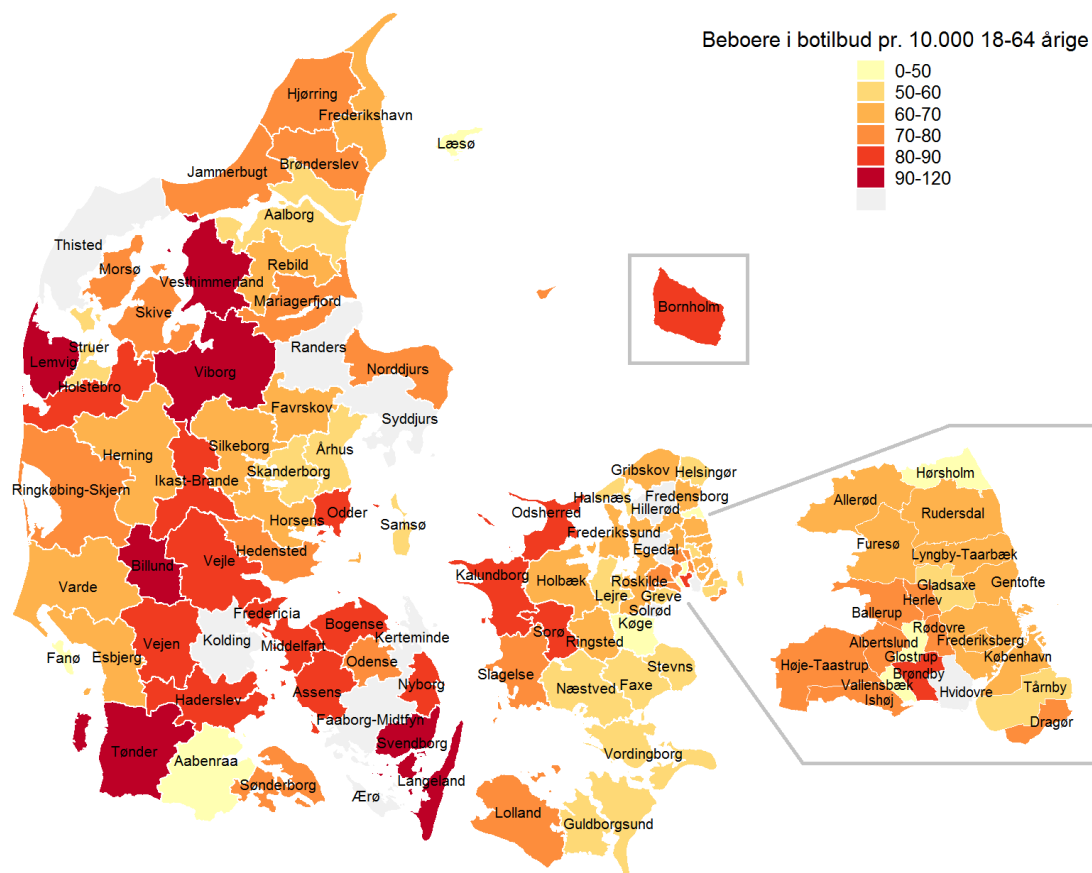 Beboere i botilbud pr. 10.000 18-64 årige
0-50
50-60
60-70
70-80
80-90
90-120
Hjørring
Frederikshavn
Læsø
Brønderslev
Jammerbugt
Aalborg
Thisted
Morsø
Rebild
Vesthimmerland
Mariagerfjord
Skive
Bornholm
Struer
Randers
Lemvig
Viborg
Norddjurs
Holstebro
Favrskov
Syddjurs
Silkeborg
Århus
Herning
Skanderborg
Ikast-Brande
Ringkøbing-Skjern
Horsens
Odder
Samsø
Hedensted
Billund
Vejle
Varde
Fredericia
Vejen
Kolding
Middelfart
Bogense
Kerteminde
Fanø
Esbjerg
Odense
Haderslev
Assens
Nyborg
Faaborg-Midtfyn
Svendborg
Tønder
Aabenraa
Langeland
Sønderborg
Ærø
Gribskov
Helsingør
Halsnæs
Fredensborg
Odsherred
Hillerød
Frederikssund
Egedal
Kalundborg
Holbæk
Roskilde
Lejre
Greve
Solrød
Køge
Sorø
Ringsted
Slagelse
Stevns
Næstved
Faxe
Vordingborg
Lolland
Guldborgsund
Hørsholm
Allerød
Rudersdal
Furesø
Lyngby-Taarbæk
Gladsaxe
Gentofte
Herlev
Ballerup
Rødovre
Albertslund
Frederiksberg
Glostrup
København
Høje-Taastrup
Brøndby
Vallensbæk
Hvidovre
Tårnby
Ishøj
Dragør